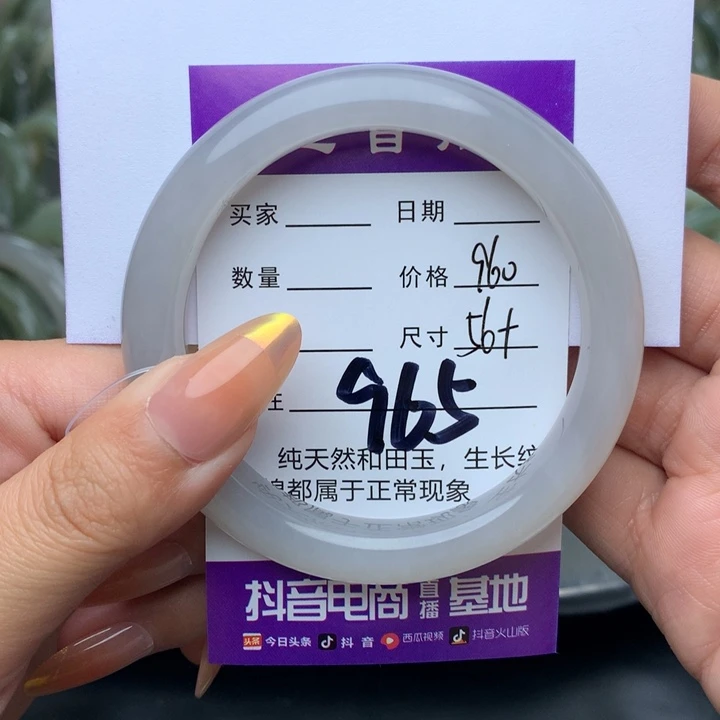 买家 日期
数量 价格 960
尺寸 56+
965
纯天然和田玉，生长纹
都属于正常现象
抖音电商 直播 基地
头条 今日头条 抖音 西瓜视频 抖音火山版